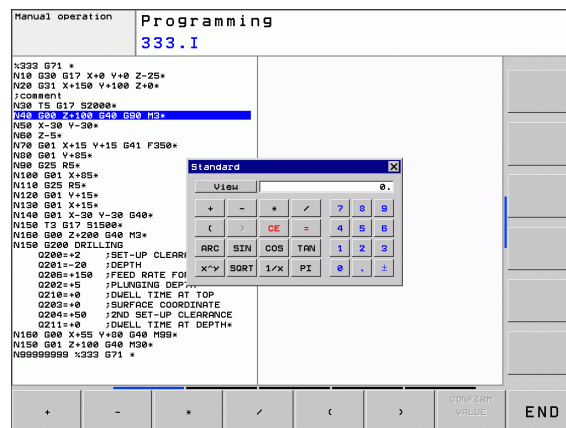 Manual operation
Programming
333.I
%333 G71 *
N10 G30 G17 X+0 Y+0 Z-25*
N20 G31 X+150 Y+100 Z+0*
;comment
N30 T5 G17 S2000*
N40 G00 Z+100 G40 G90 M3*
N50 X-30 Y-30*
N60 Z-5*
N70 G01 X+15 Y+15 G41 F350*
N80 G01 Y+85*
N90 G25 R5*
N100 G01 X+85*
N110 G25 R5*
N120 G01 Y+15*
N130 G01 X+15*
N140 G01 X-30 Y-30 G40*
N150 T3 G17 S1500*
N160 G00 Z+200 G40 M3*
N150 G200 DRILLING
Q200=+2 ;SET-UP CLEARA
Q201=-20 ;DEPTH
Q206=+150 ;FEED RATE FOR
Q202=+5 ;PLUNGING DEPTH
Q210=+0 ;DWELL TIME AT TOP
Q203=+0 ;SURFACE COORDINATE
Q204=+50 ;2ND SET-UP CLEARANCE
Q211=+0 ;DWELL TIME AT DEPTH*
N160 G00 X+55 Y+80 G40 M99*
N150 G01 Z+100 G40 M30*
N99999999 %333 G71 *
Standard X
View 0.
+ - * / 7 8 9
( ) CE = 4 5 6
ARC SIN COS TAN 1 2 3
x^y SQRT 1/x PI 0 . ±
+ - * / ( ) CONFIRM VALUE END